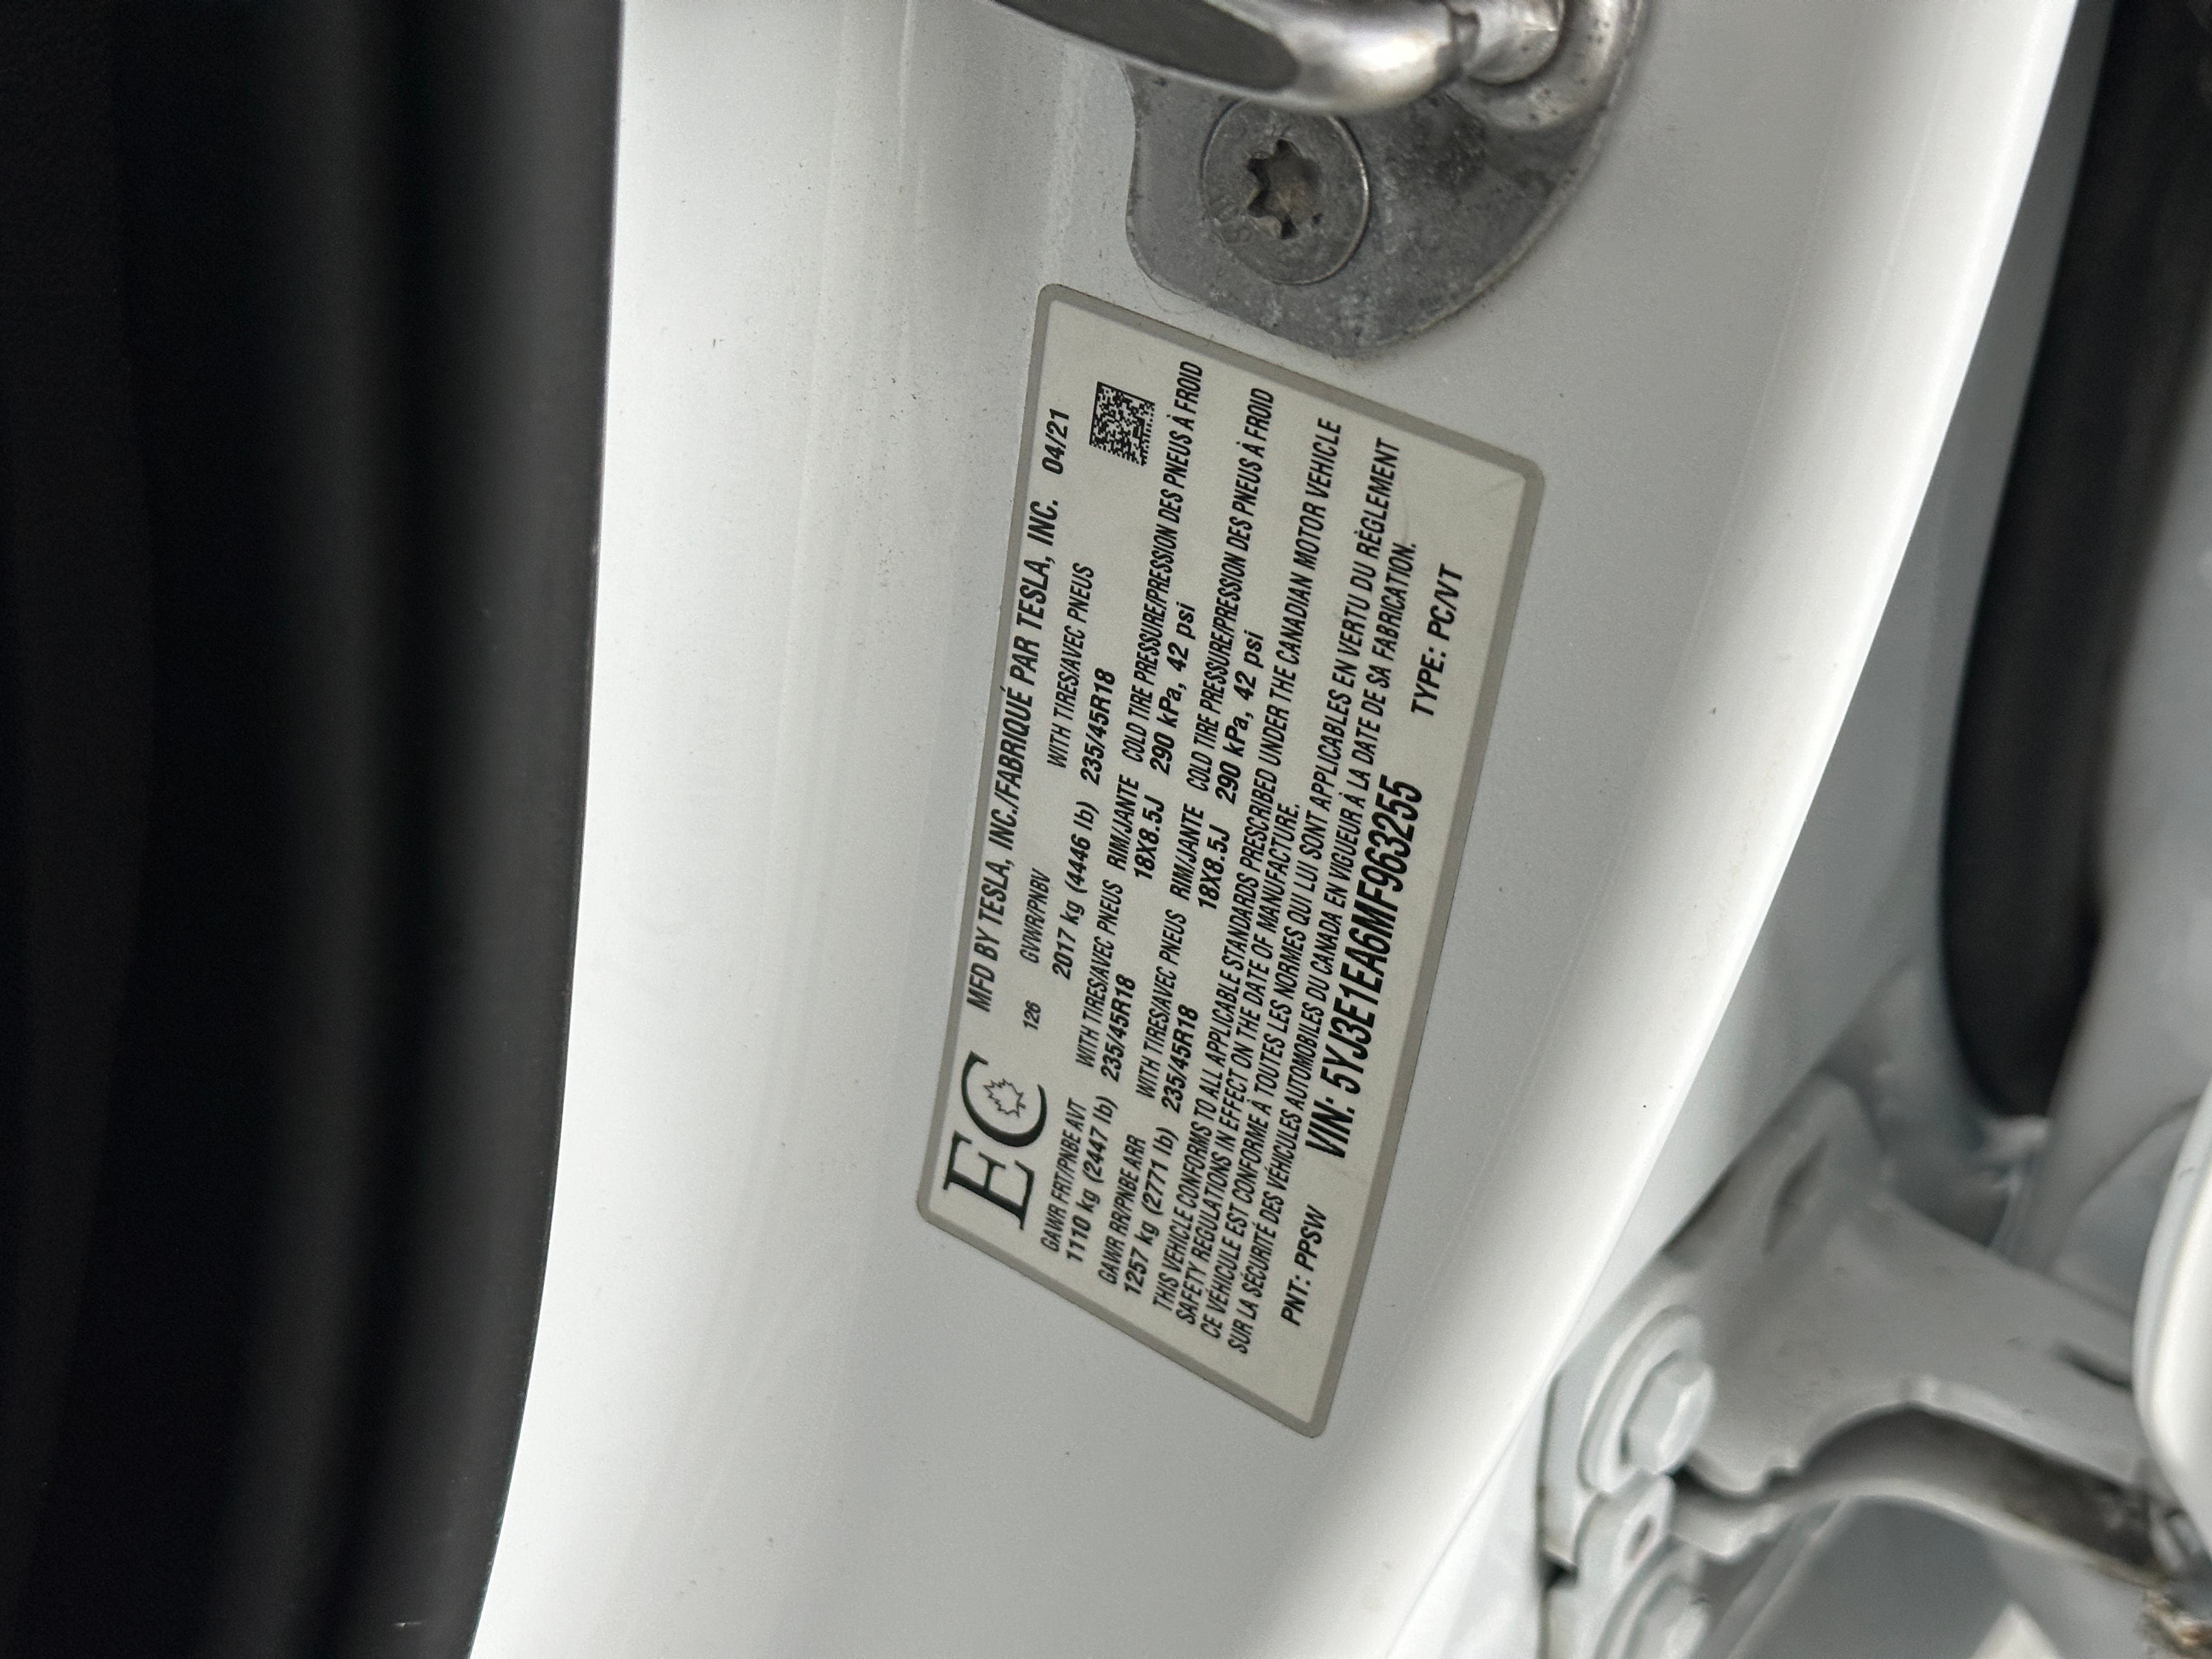 EC
MFD BY TESLA, INC./FABRIQUÉ PAR TESLA, INC. 04/21
126 GVWR/PNBV WITH TIRES/AVEC PNEUS
2017 kg (4446 lb) 235/45R18
GAWR FRT/PNBE AVT WITH TIRES/AVEC PNEUS RIM/JANTE COLD TIRE PRESSURE/PRESSION DES PNEUS À FROID
1110 kg (2447 lb) 235/45R18 18X8.5J 290 kPa, 42 psi
GAWR RR/PNBE ARR WITH TIRES/AVEC PNEUS RIM/JANTE COLD TIRE PRESSURE/PRESSION DES PNEUS À FROID
1257 kg (2771 lb) 235/45R18 18X8.5J 290 kPa, 42 psi
THIS VEHICLE CONFORMS TO ALL APPLICABLE STANDARDS PRESCRIBED UNDER THE CANADIAN MOTOR VEHICLE
SAFETY REGULATIONS IN EFFECT ON THE DATE OF MANUFACTURE.
CE VÉHICULE EST CONFORME À TOUTES LES NORMES QUI LUI SONT APPLICABLES EN VERTU DU RÈGLEMENT
SUR LA SÉCURITÉ DES VÉHICULES AUTOMOBILES DU CANADA EN VIGUEUR À LA DATE DE SA FABRICATION.
PNT: PPSW VIN: 5YJ3E1EA6MF963255 TYPE: PC/VT